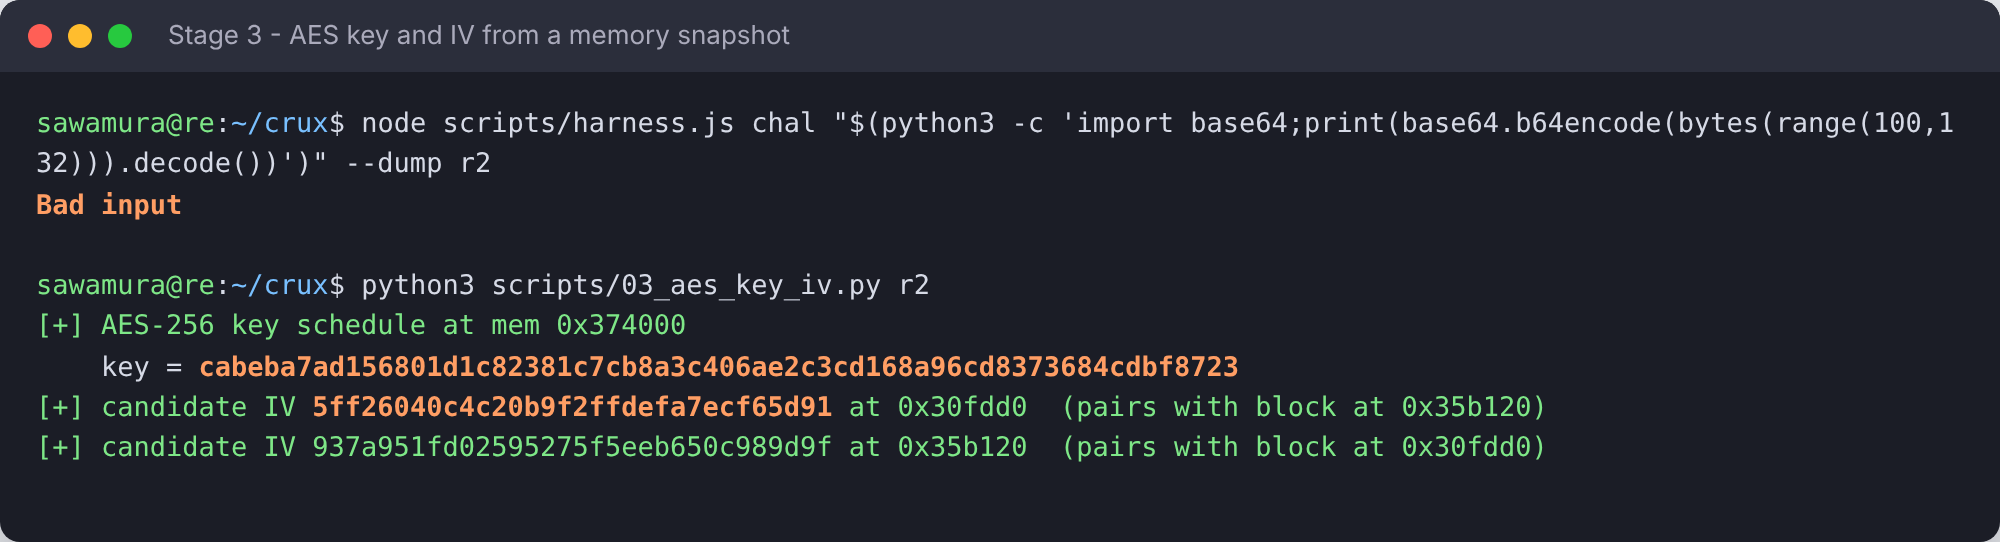 Stage 3 - AES key and IV from a memory snapshot
sawamura@re:~/crux$ node scripts/harness.js chal "$(python3 -c 'import base64;print(base64.b64encode(bytes(range(100,1
32))).decode())')" --dump r2
Bad input
sawamura@re:~/crux$ python3 scripts/03_aes_key_iv.py r2
[+] AES-256 key schedule at mem 0x374000
    key = cabeba7ad156801d1c82381c7cb8a3c406ae2c3cd168a96cd8373684cdbf8723
[+] candidate IV 5ff26040c4c20b9f2ffdefa7ecf65d91 at 0x30fdd0  (pairs with block at 0x35b120)
[+] candidate IV 937a951fd02595275f5eeb650c989d9f at 0x35b120  (pairs with block at 0x30fdd0)